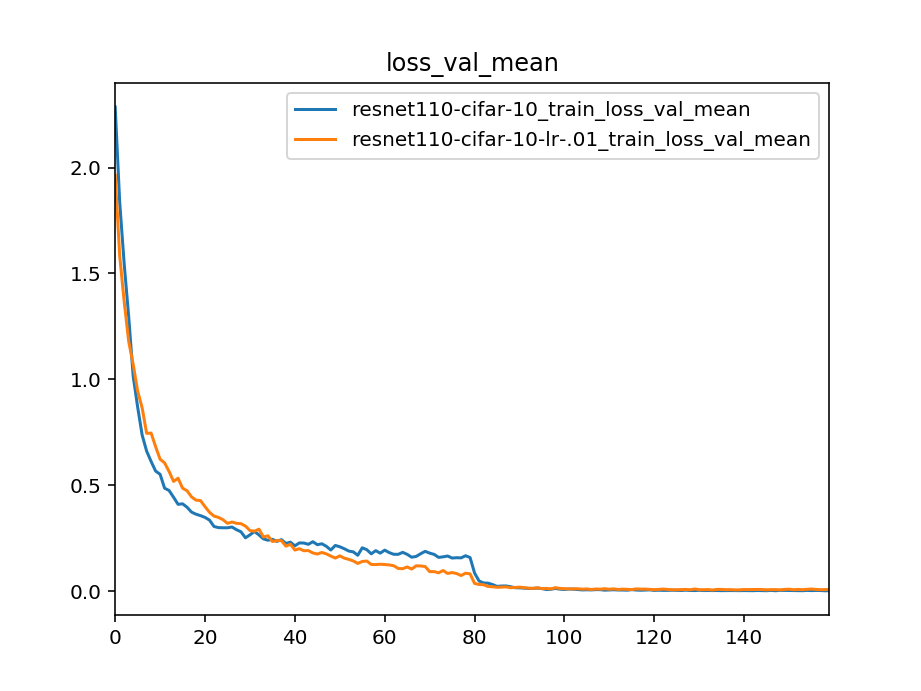 loss_val_mean
resnet110-cifar-10_train_loss_val_mean
resnet110-cifar-10-lr-.01_train_loss_val_mean
2.0
1.5
1.0
0.5
0.0
0 20 40 60 80 100 120 140